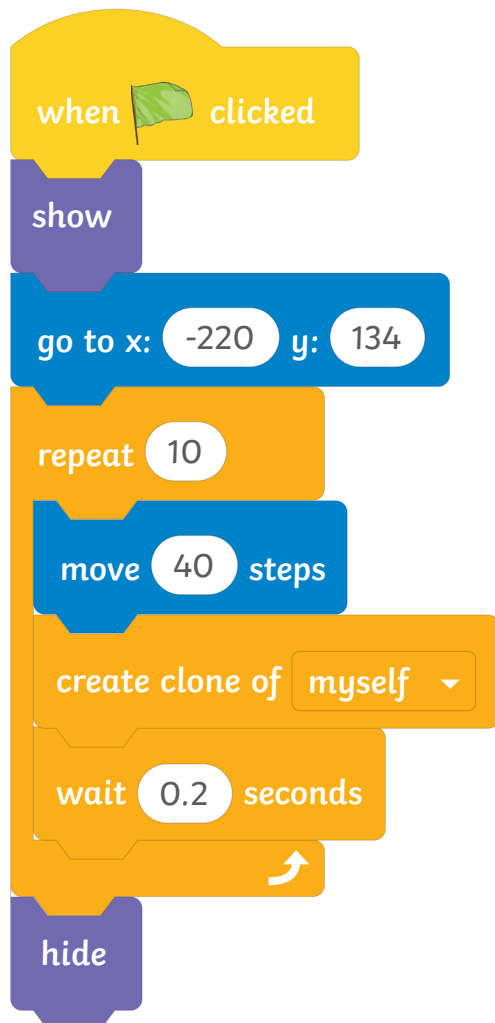 when clicked
show
go to x: -220 y: 134
repeat 10
move 40 steps
create clone of myself
wait 0.2 seconds
hide